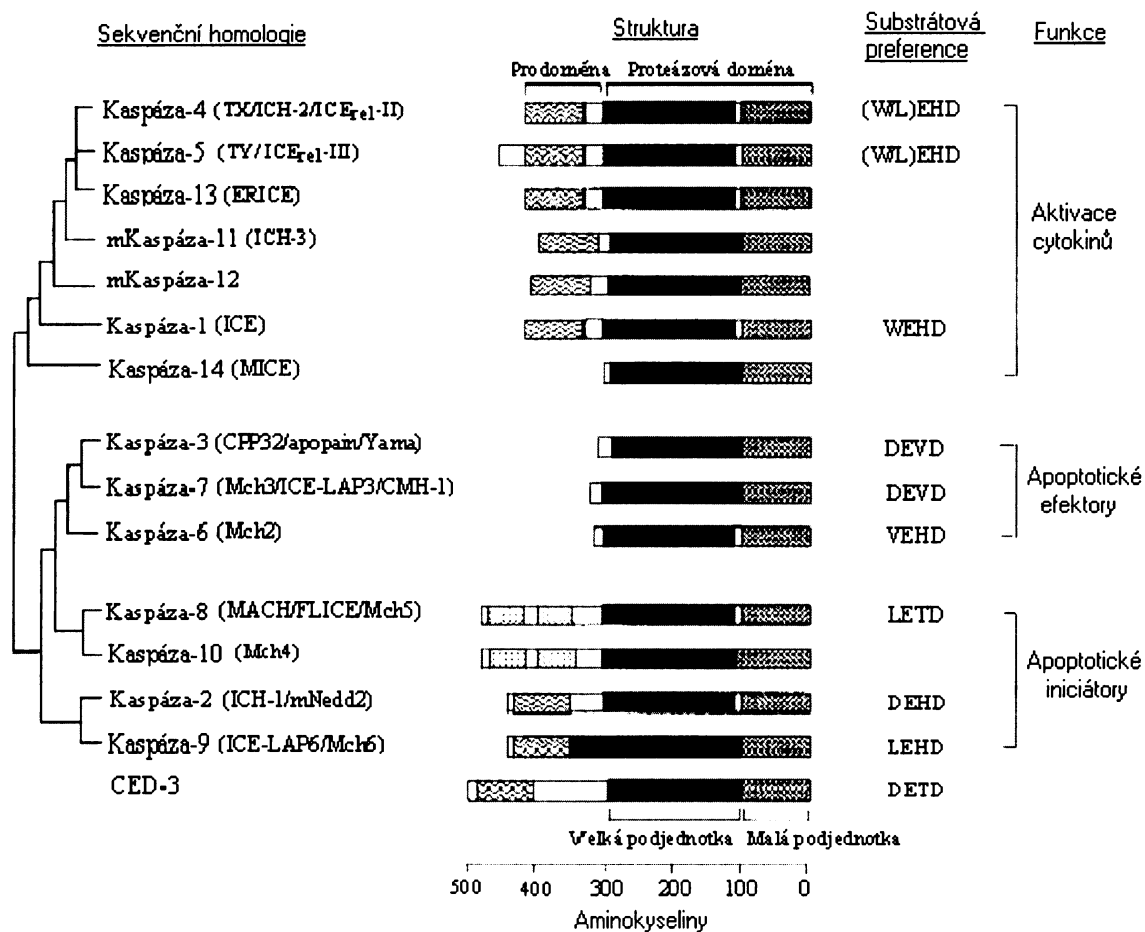 Sekvenční homologie
Struktura
Substrátová
preference
Funkce
Prodoména
Proteázová doména
Kaspáza-4 (TX/ICH-2/ICErel-II)
(W/L)EHD
Kaspáza-5 (TY/ICErel-III)
(W/L)EHD
Kaspáza-13 (ERICE)
mKaspáza-11 (ICH-3)
mKaspáza-12
Kaspáza-1 (ICE)
WEHD
Kaspáza-14 (MICE)
Aktivace
cytokinů
Kaspáza-3 (CPP32/apopain/Yama)
DEVD
Kaspáza-7 (Mch3/ICE-LAP3/CMH-1)
DEVD
Kaspáza-6 (Mch2)
VEHD
Apoptotické
efektory
Kaspáza-8 (MACH/FLICE/Mch5)
LETD
Kaspáza-10 (Mch4)
Kaspáza-2 (ICH-1/mNedd2)
DEHD
Kaspáza-9 (ICE-LAP6/Mch6)
LEHD
Apoptotické
iniciátory
CED-3
DETD
Velká podjednotka
Malá podjednotka
500 400 300 200 100 0
Aminokyseliny